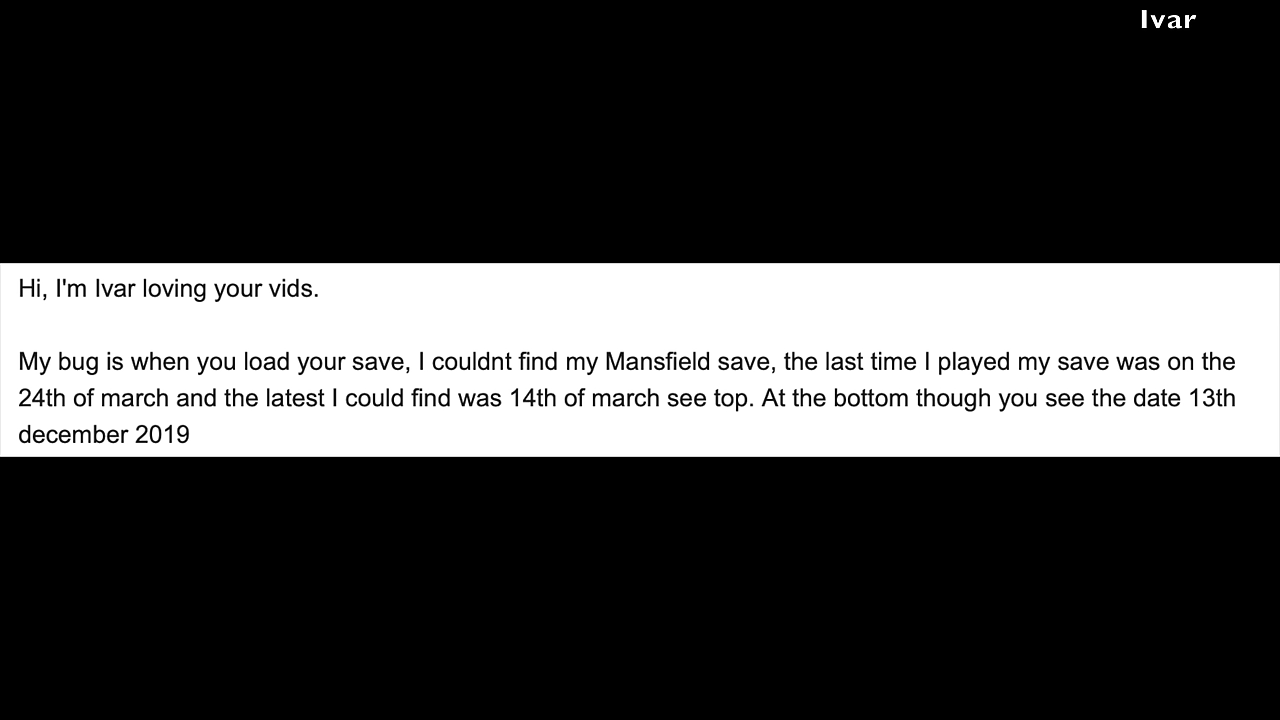 Ivar
Hi, I'm Ivar loving your vids.
My bug is when you load your save, I couldnt find my Mansfield save, the last time I played my save was on the
24th of march and the latest I could find was 14th of march see top. At the bottom though you see the date 13th
december 2019